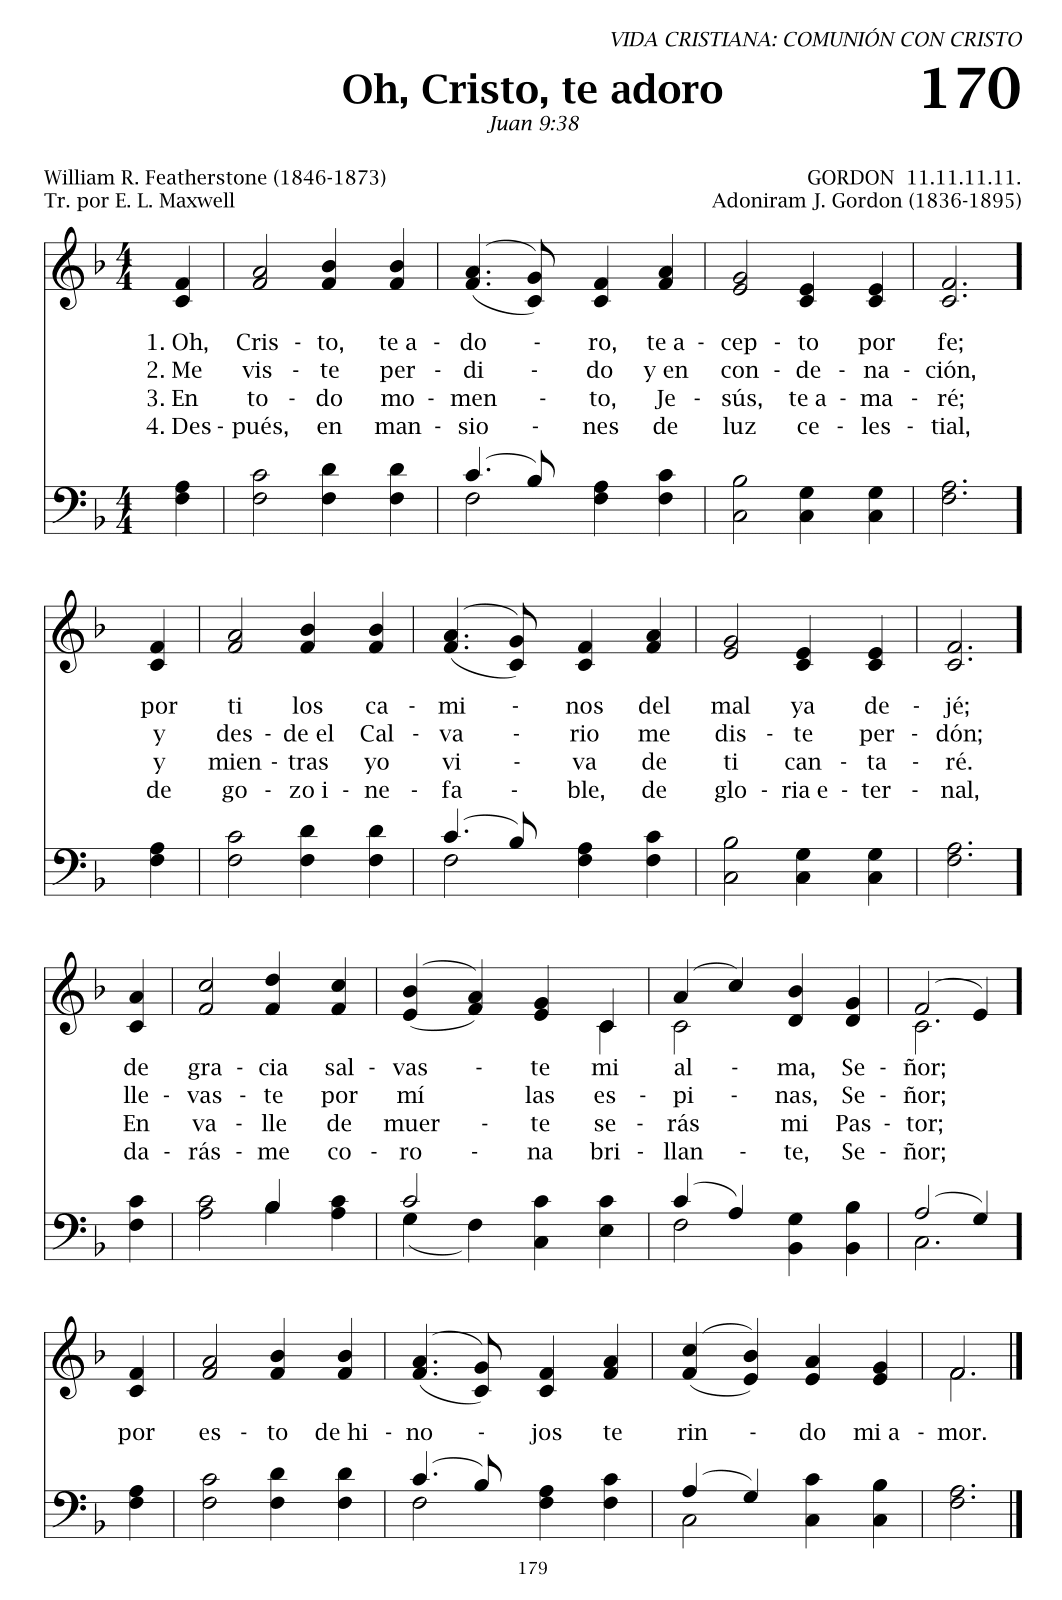 VIDA CRISTIANA: COMUNIÓN CON CRISTO
Oh, Cristo, te adoro 170
Juan 9:38
William R. Featherstone (1846-1873) GORDON 11.11.11.11.
Tr. por E. L. Maxwell Adoniram J. Gordon (1836-1895)
1. Oh, Cris - to, te a - do - ro, te a - cep - to por fe;
2. Me vis - te per - di - do y en con - de - na - ción,
3. En to - do mo - men - to, Je - sús, te a - ma - ré;
4. Des - pués, en man - sio - nes de luz ce - les - tial,
por ti los ca - mi - nos del mal ya de - jé;
y des - de el Cal - va - rio me dis - te per - dón;
y mien - tras yo vi - va de ti can - ta - ré.
de go - zo i - ne - fa - ble, de glo - ria e - ter - nal,
de gra - cia sal - vas - te mi al - ma, Se - ñor;
lle - vas - te por mí las es - pi - nas, Se - ñor;
En va - lle de muer - te se - rás mi Pas - tor;
da - rás - me co - ro - na bri - llan - te, Se - ñor;
por es - to de hi - no - jos te rin - do mi a - mor.
179